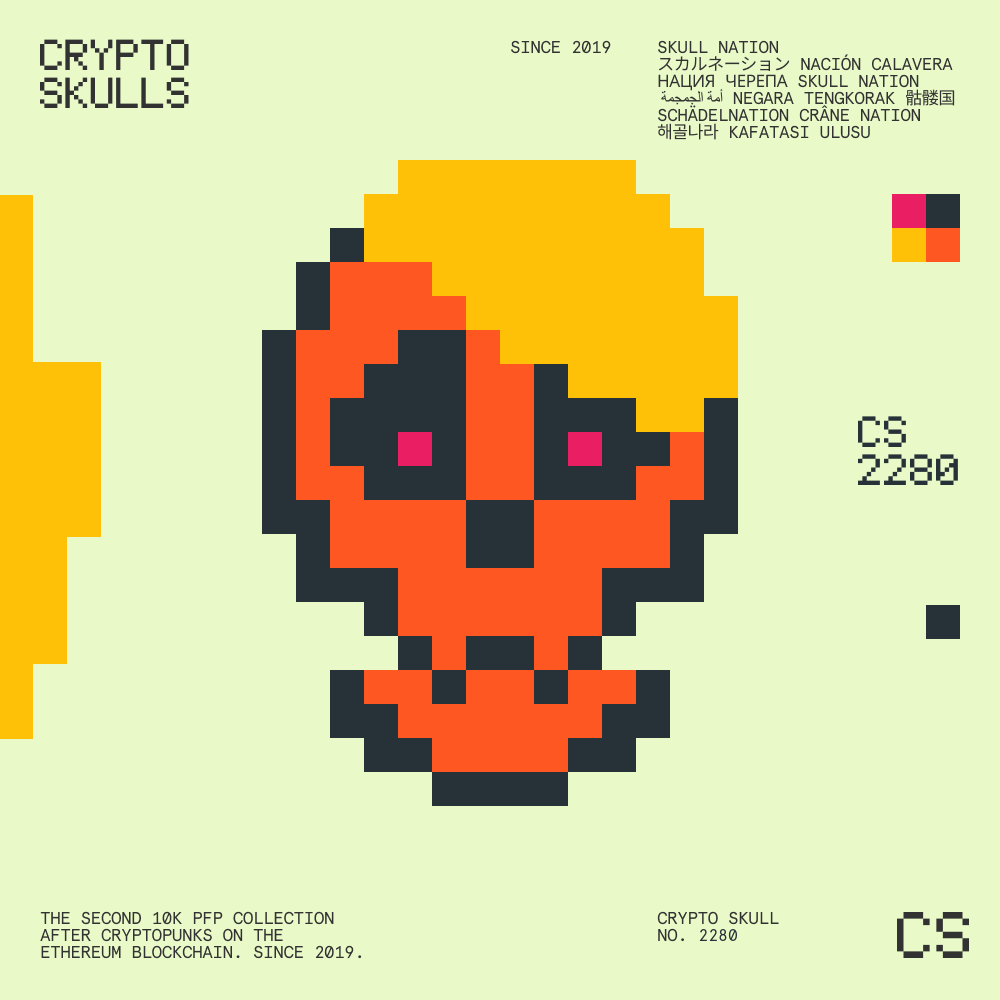 CRYPTO
SKULLS
SINCE 2019
SKULL NATION
スカルネーション NACIÓN CALAVERA
НАЦИЯ ЧЕРЕПА SKULL NATION
أمة الجمجمة NEGARA TENGKORAK 骷髅国
SCHÄDELNATION CRÂNE NATION
해골나라 KAFATASI ULUSU
CS
2280
THE SECOND 10K PFP COLLECTION
AFTER CRYPTOPUNKS ON THE
ETHEREUM BLOCKCHAIN. SINCE 2019.
CRYPTO SKULL
NO. 2280
CS